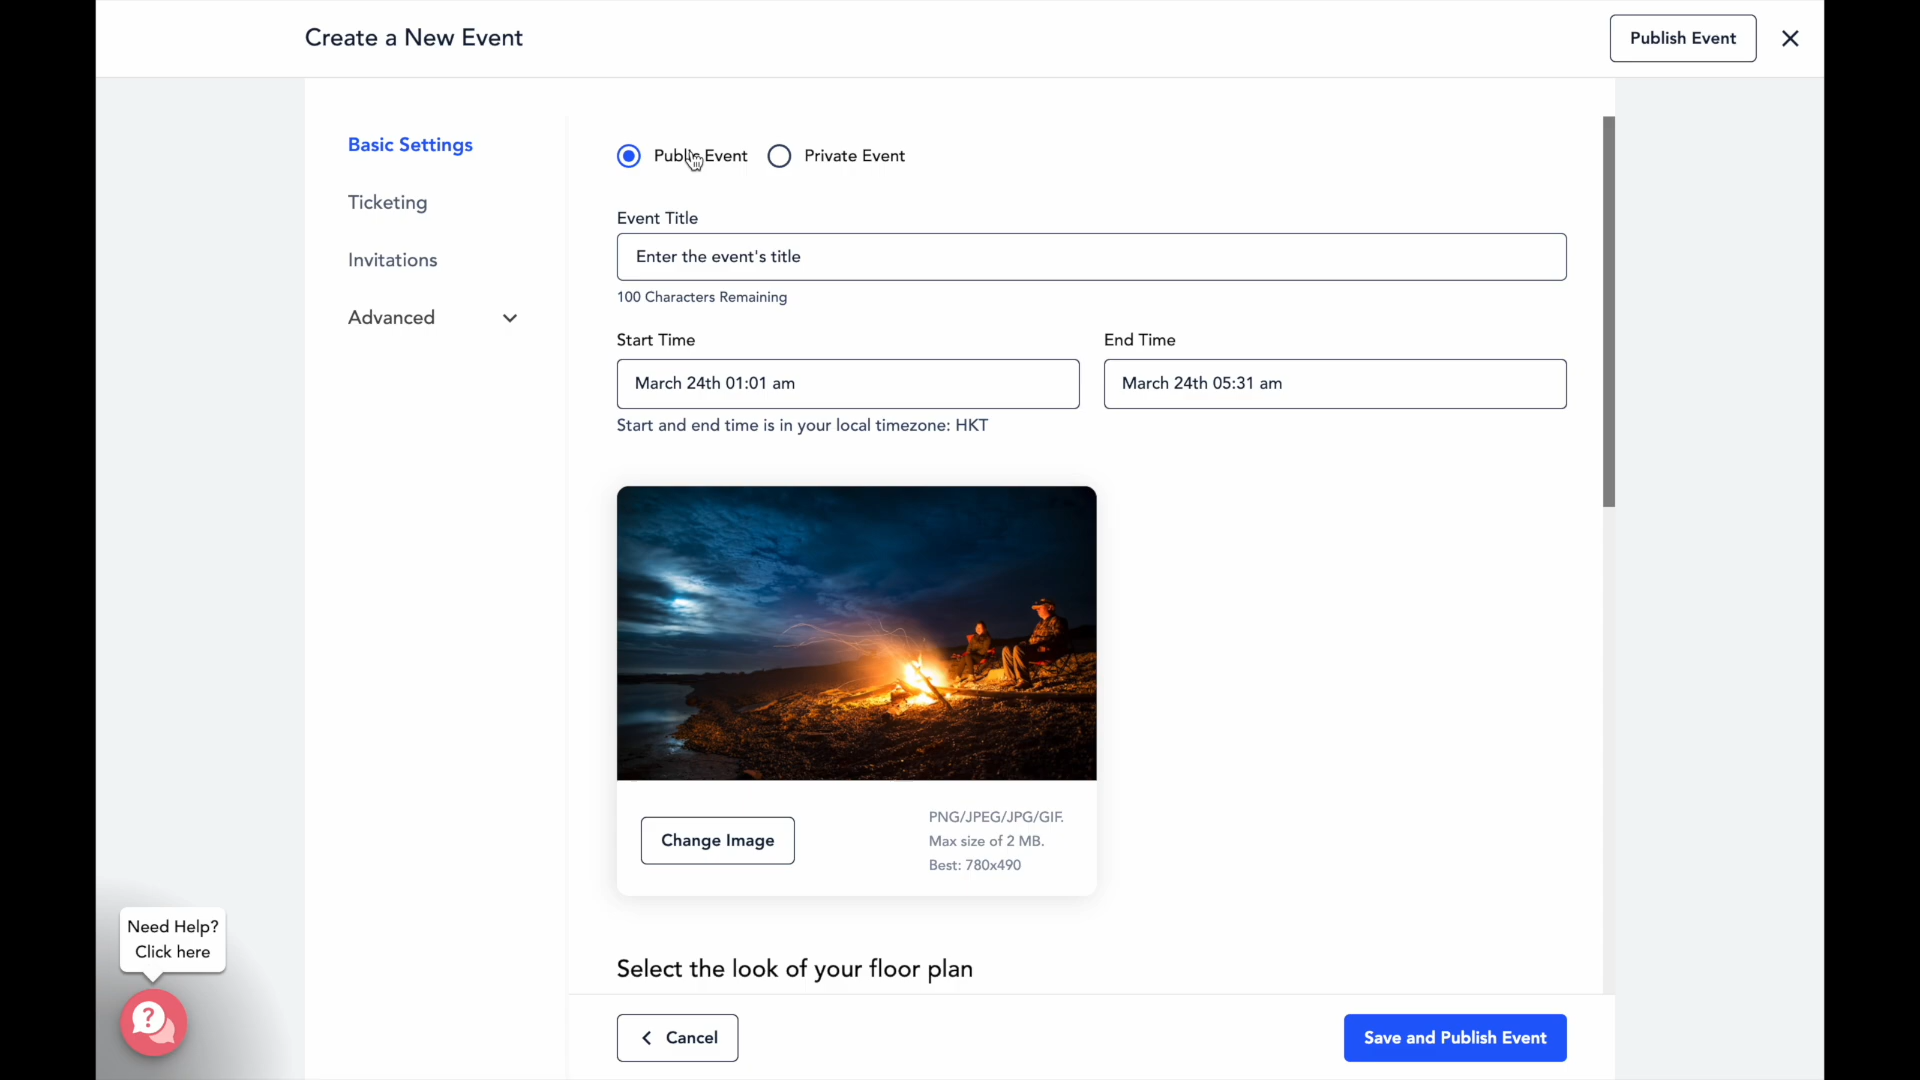 Create a New Event
Publish Event
Basic Settings
Ticketing
Invitations
Advanced
Public Event
Private Event
Event Title
Enter the event's title
100 Characters Remaining
Start Time
End Time
March 24th 01:01 am
March 24th 05:31 am
Start and end time is in your local timezone: HKT
Change Image
PNG/JPEG/JPG/GIF.
Max size of 2 MB.
Best: 780x490
Select the look of your floor plan
Need Help?
Click here
?
Cancel
Save and Publish Event